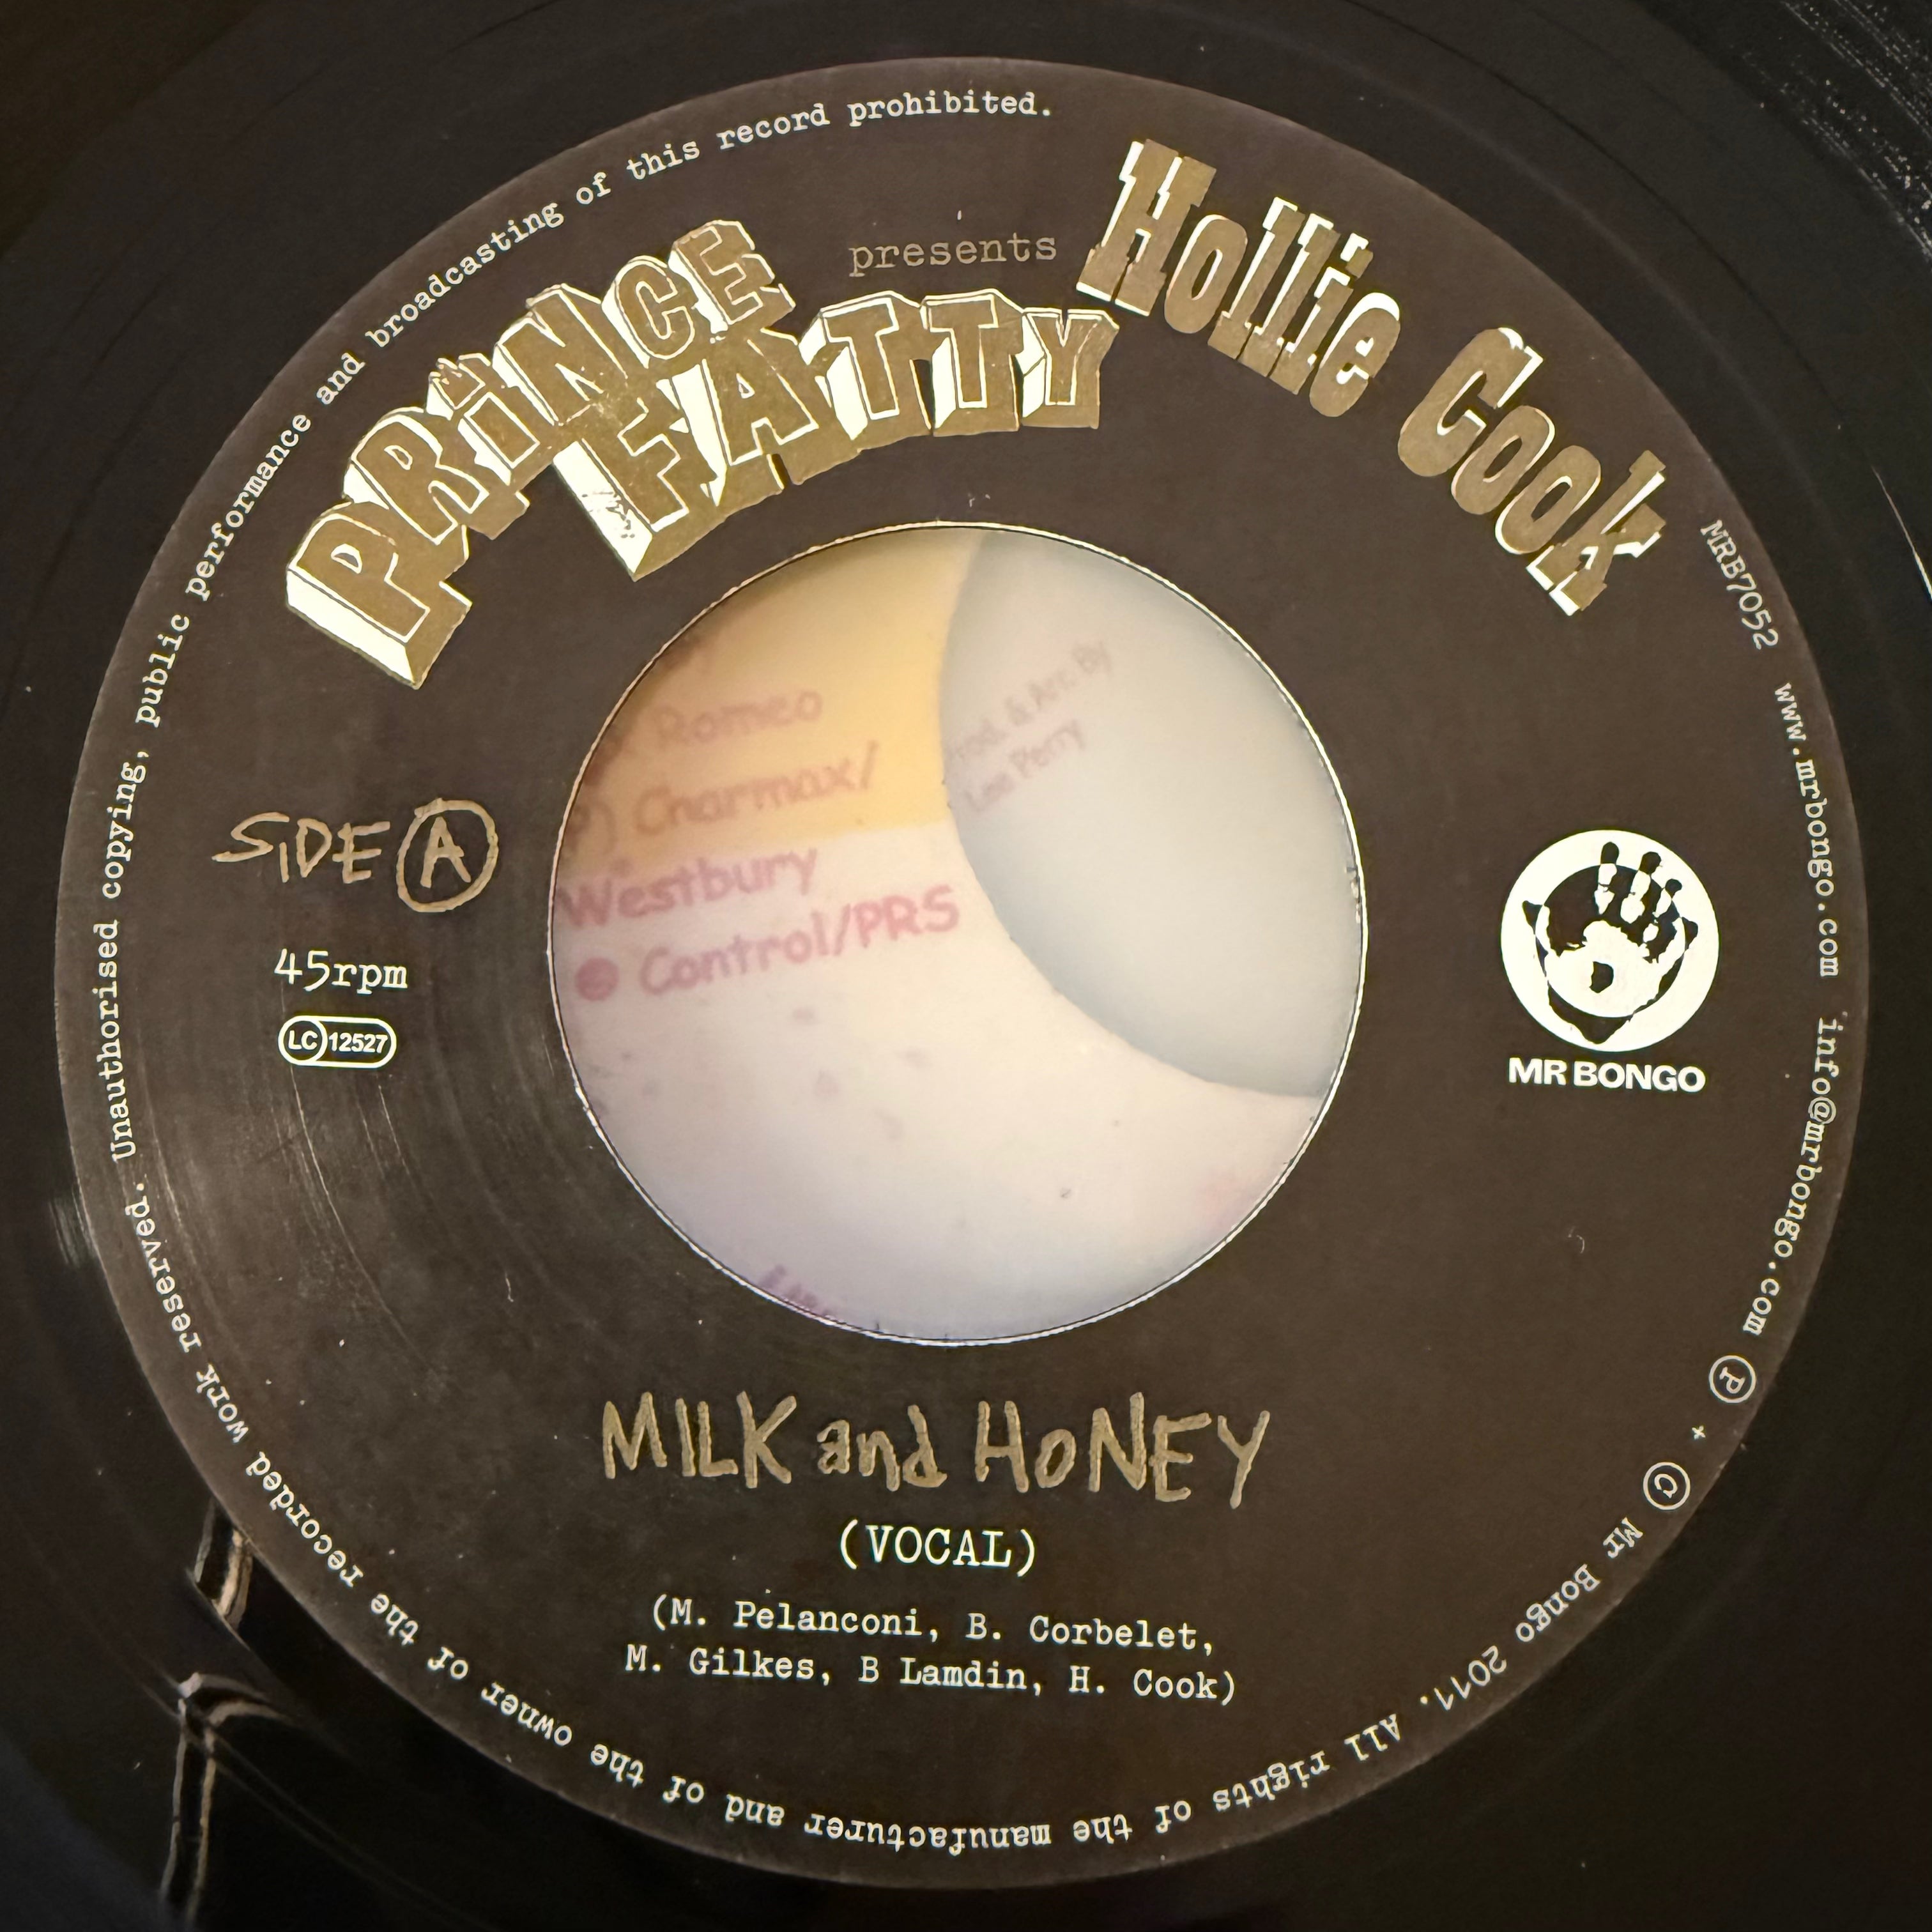 PRiNCE
FATTY
presents
Hollie Cook
SIDE A
45rpm
LC 12527
MR BONGO
Romeo
Charmax/
Westbury
Control/PRS
Prod. & Arr. By
Lee Perry
MILK and HoNEY
(VOCAL)
(M. Pelanconi, B. Corbelet,
M. Gilkes, B Lamdin, H. Cook)
MRB7052 www.mrbongo.com info@mrbongo.com Ⓟ + © Mr Bongo 2011. All rights of the manufacturer and of the owner of the recorded work reserved. Unauthorised copying, public performance and broadcasting of this record prohibited.